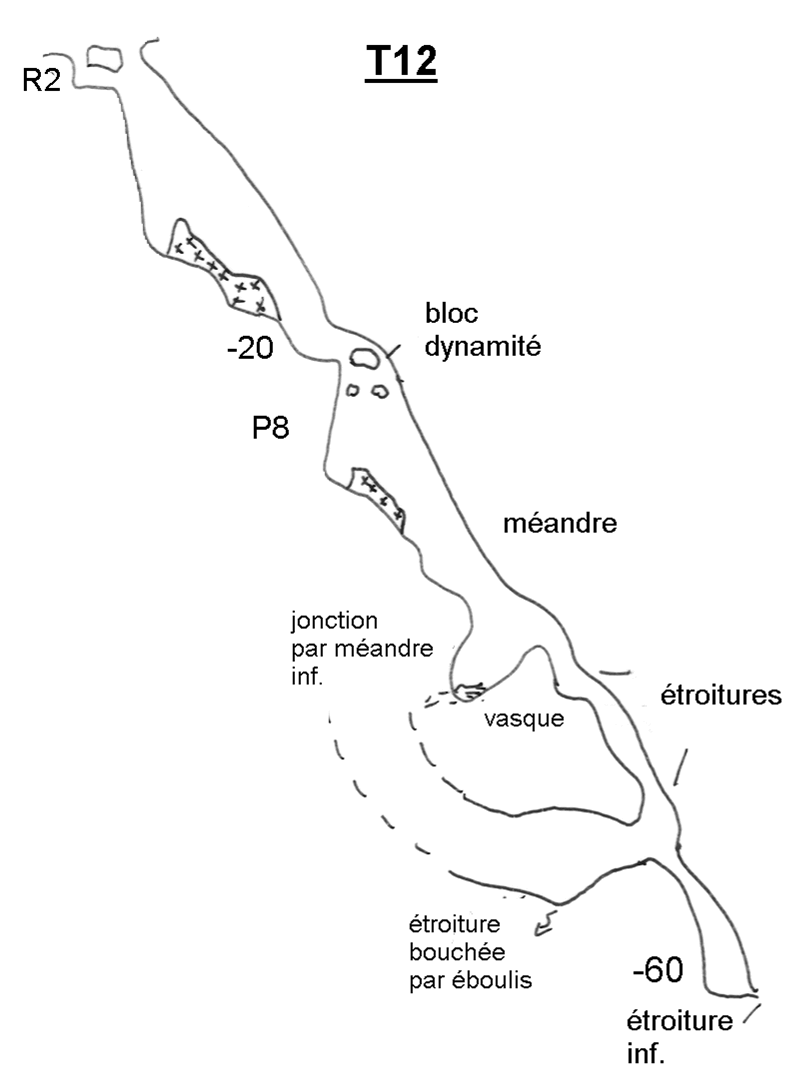 T12
R2
bloc
dynamité
-20
P8
méandre
jonction
par méandre
inf.
étroitures
vasque
étroiture
bouchée
par éboulis
-60
étroiture
inf.